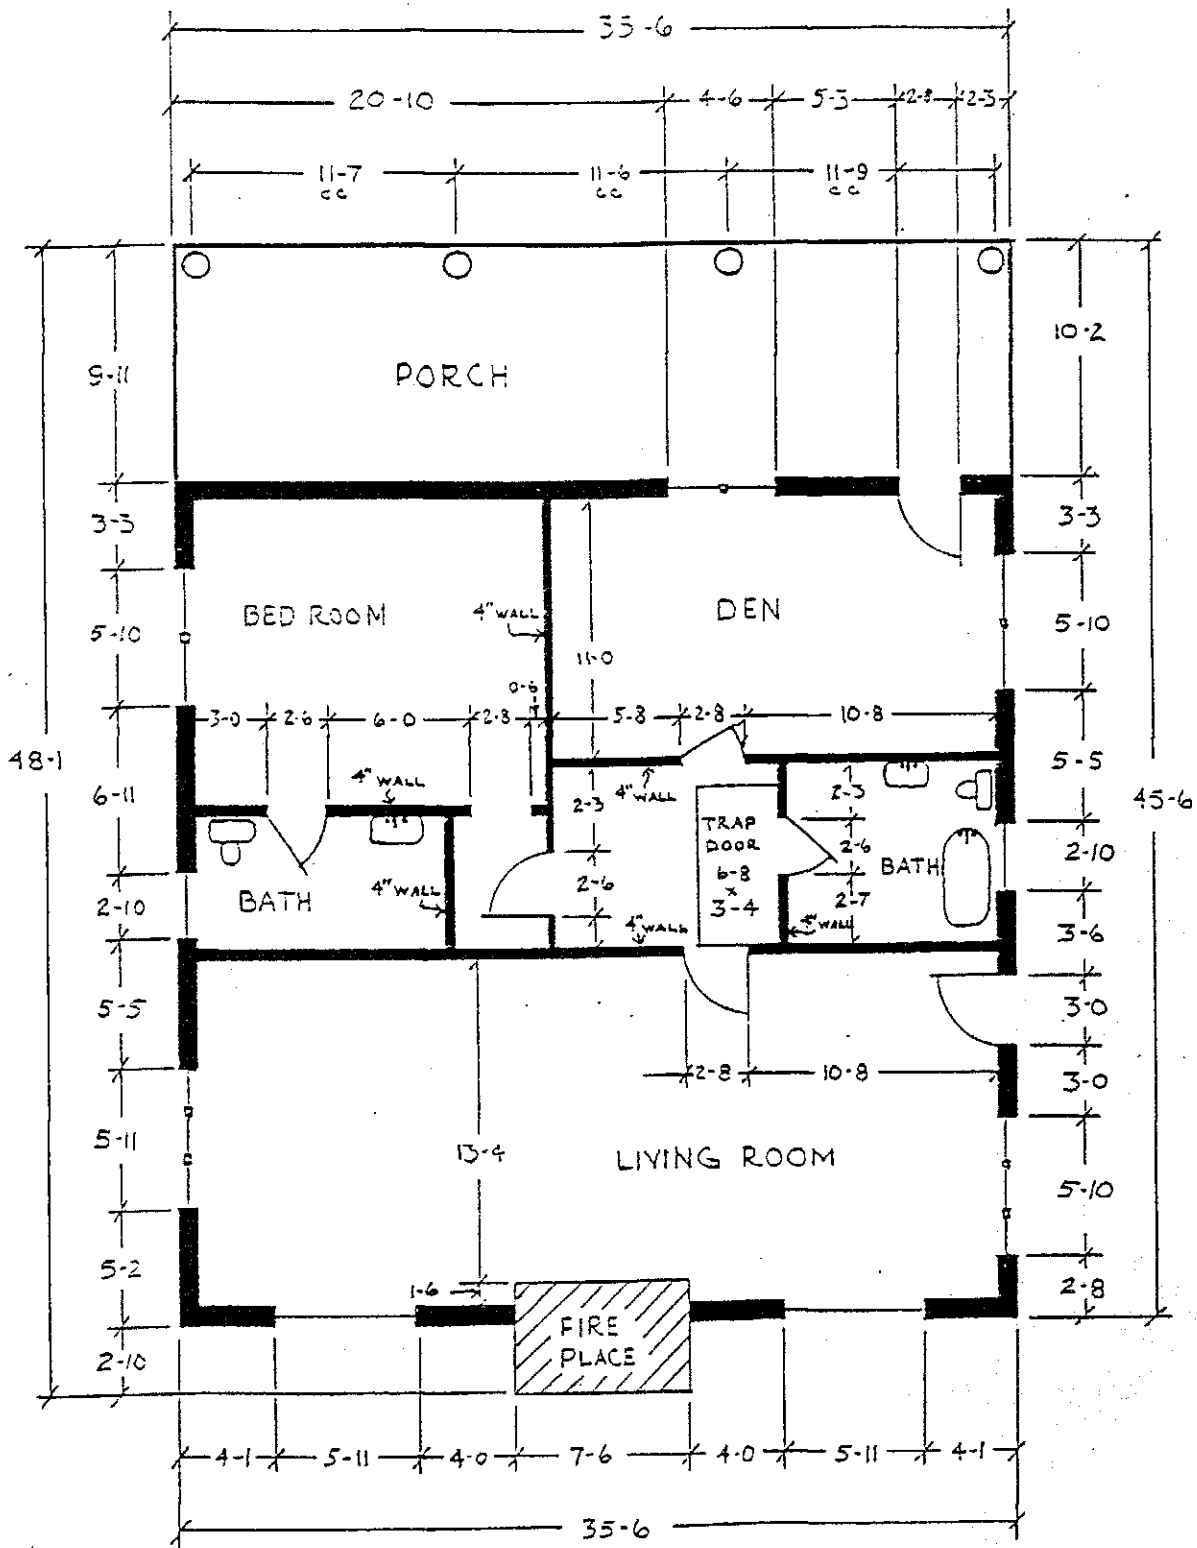 35-6
20-10 4-6 5-3 2-8 2-3
11-7 11-6 11-9
cc cc cc
10-2
9-11
PORCH
3-3 3-3
BED ROOM 4" WALL DEN
5-10 5-10
11-0
0-6
3-0 2-6 6-0 2-8 5-8 2-8 10-8
48-1
5-5
6-11 4" WALL 4" WALL
45-6
2-3 2-3
TRAP
DOOR
6-8
x
3-4
2-6 2-10
BATH
2-6
4" WALL
2-10 BATH 2-7
4" WALL 4" WALL
3-6
5-5 3-0
2-8 10-8 3-0
5-11 13-4 LIVING ROOM
5-10
5-2 1-6 2-8
FIRE
PLACE
2-10
4-1 5-11 4-0 7-6 4-0 5-11 4-1
35-6